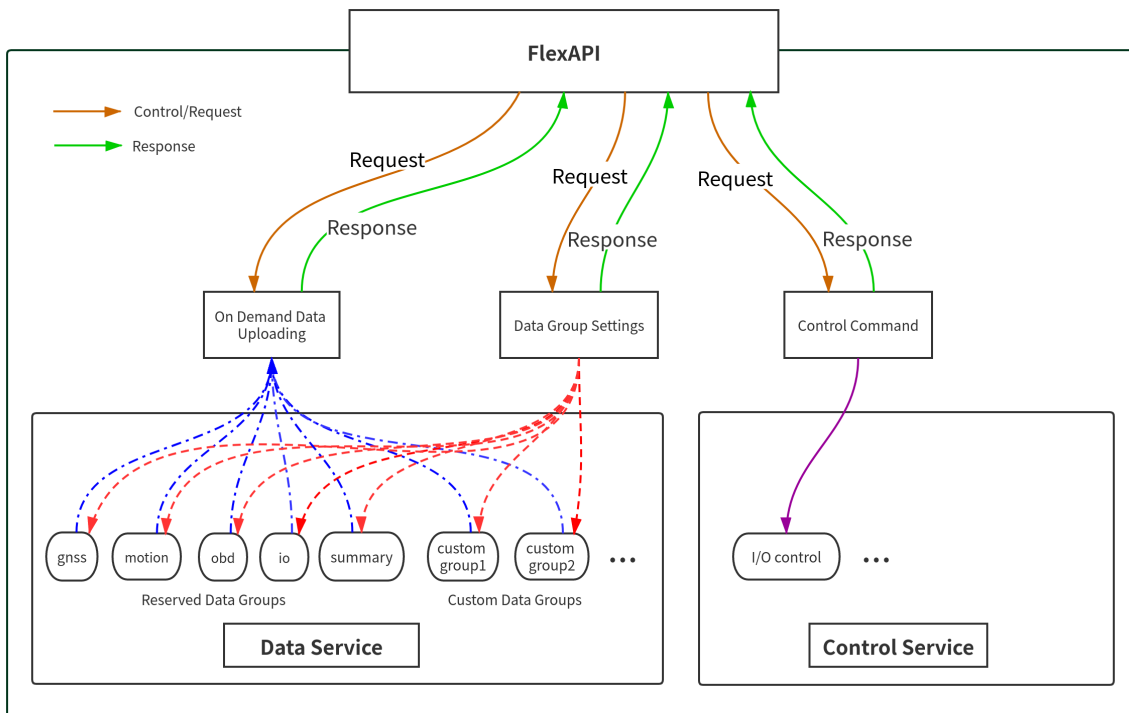 FlexAPI
Control/Request
Response
Request
Request
Request
Response
Response
Response
On Demand Data
Uploading
Data Group Settings
Control Command
gnss
motion
obd
io
summary
custom
group1
custom
group2
...
I/O control
...
Reserved Data Groups
Custom Data Groups
Data Service
Control Service